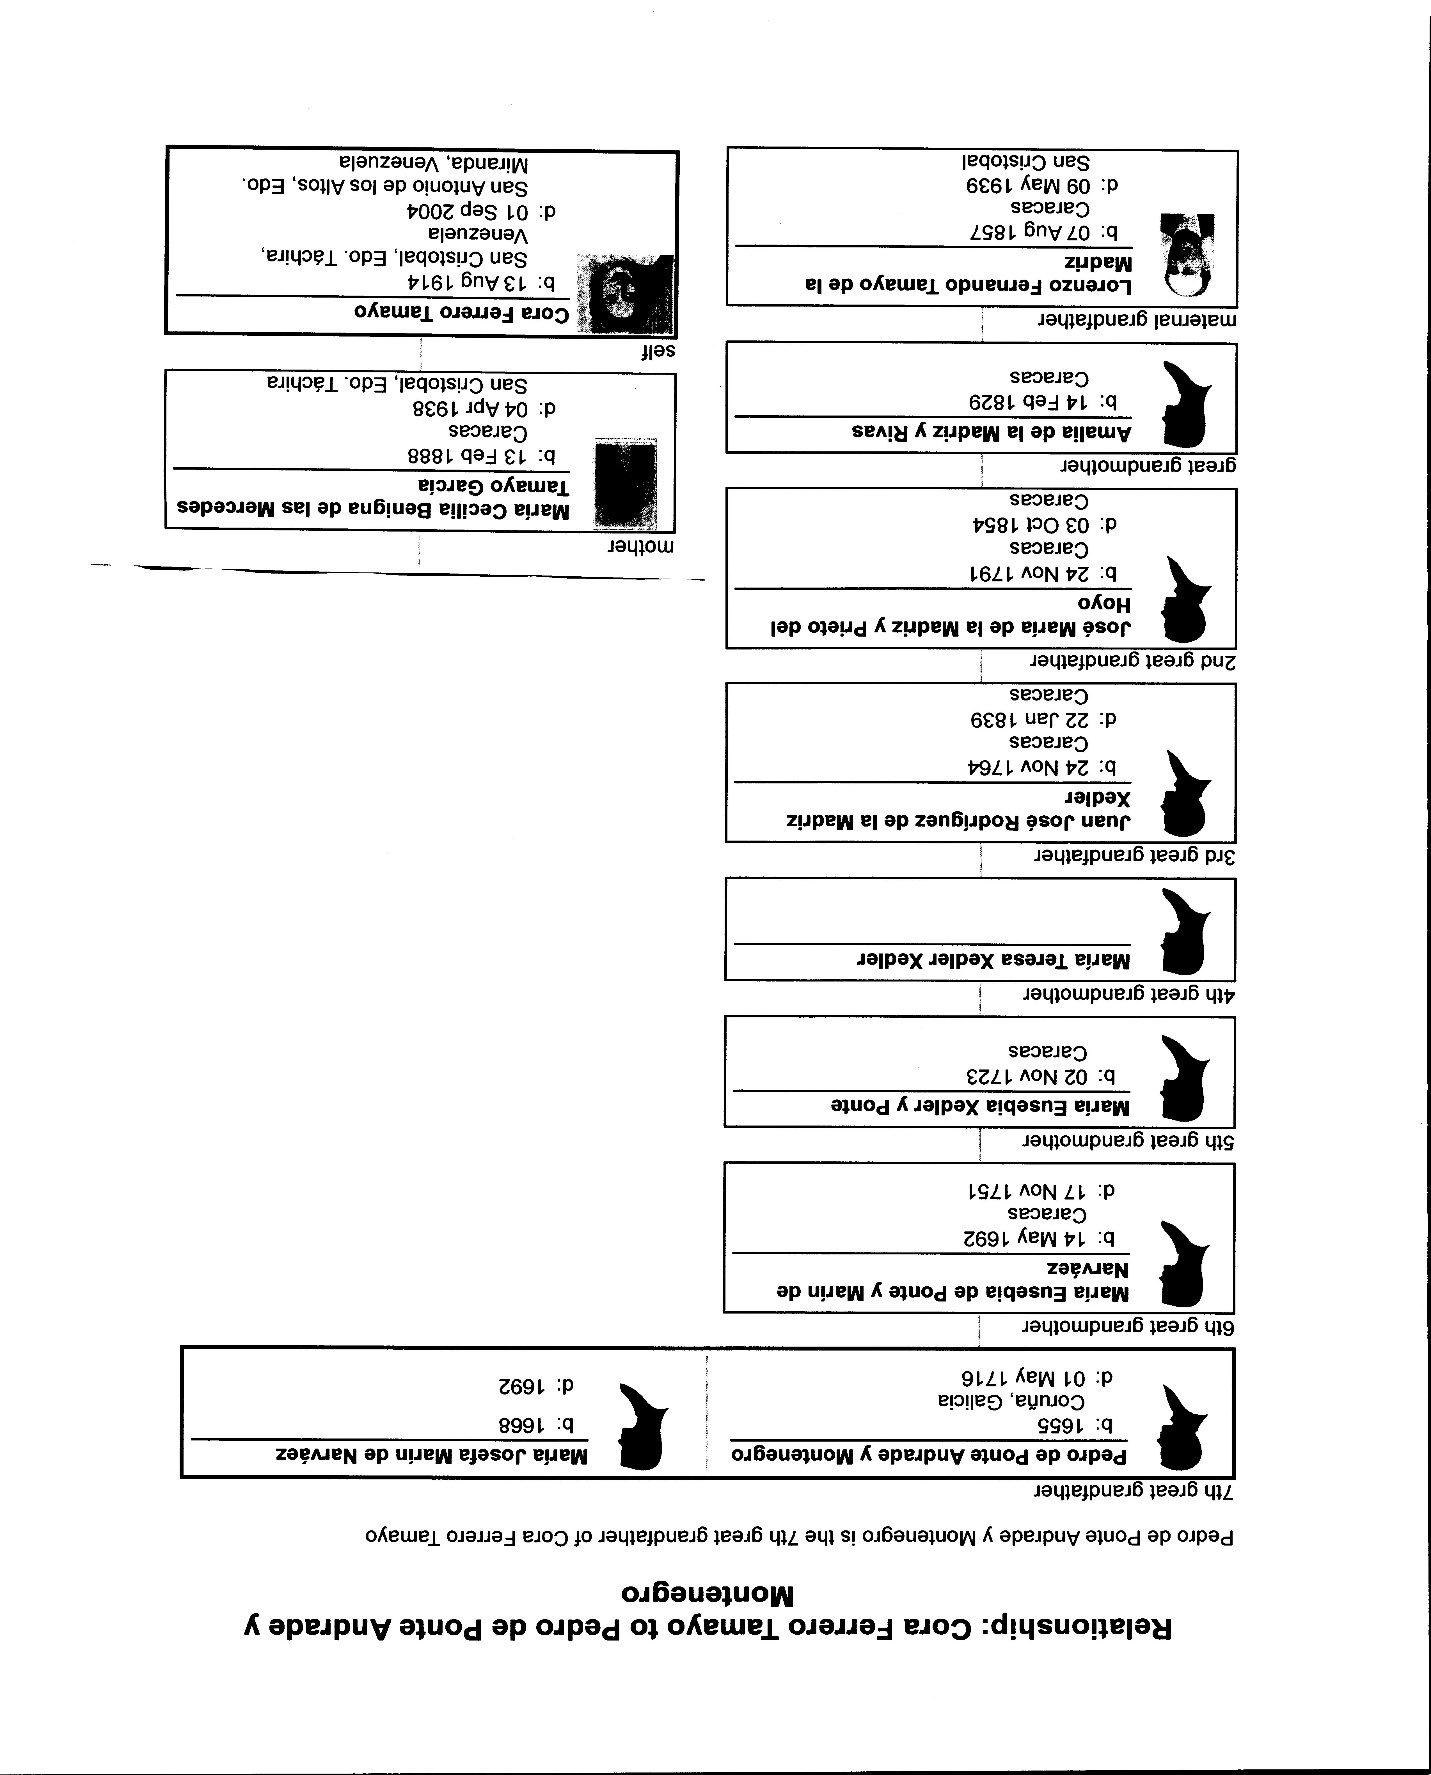 Relationship: Cora Ferrero Tamayo to Pedro de Ponte Andrade y
Montenegro
Pedro de Ponte Andrade y Montenegro is the 7th great grandfather of Cora Ferrero Tamayo
7th great grandfather
Pedro de Ponte Andrade y Montenegro
b: 1655
Coruña, Galicia
d: 01 May 1716
María Josefa Marín de Narváez
b: 1668
d: 1692
6th great grandmother
María Eusebia de Ponte y Marín de
Narváez
b: 14 May 1692
Caracas
d: 17 Nov 1751
5th great grandmother
María Eusebia Xedler y Ponte
b: 02 Nov 1723
Caracas
4th great grandmother
María Teresa Xedler Xedler
3rd great grandfather
Juan José Rodríguez de la Madriz
Xedler
b: 24 Nov 1764
Caracas
d: 22 Jan 1839
Caracas
2nd great grandfather
José María de la Madriz y Prieto del
Hoyo
b: 24 Nov 1791
Caracas
d: 03 Oct 1854
Caracas
great grandmother
Amalia de la Madriz y Rivas
b: 14 Feb 1829
Caracas
maternal grandfather
Lorenzo Fernando Tamayo de la
Madriz
b: 07 Aug 1857
Caracas
d: 09 May 1939
San Cristobal
mother
María Cecilia Benigna de las Mercedes
Tamayo García
b: 13 Feb 1888
Caracas
d: 04 Apr 1938
San Cristobal, Edo. Táchira
self
Cora Ferrero Tamayo
b: 13 Aug 1914
San Cristobal, Edo. Táchira,
Venezuela
d: 01 Sep 2004
San Antonio de los Altos, Edo.
Miranda, Venezuela